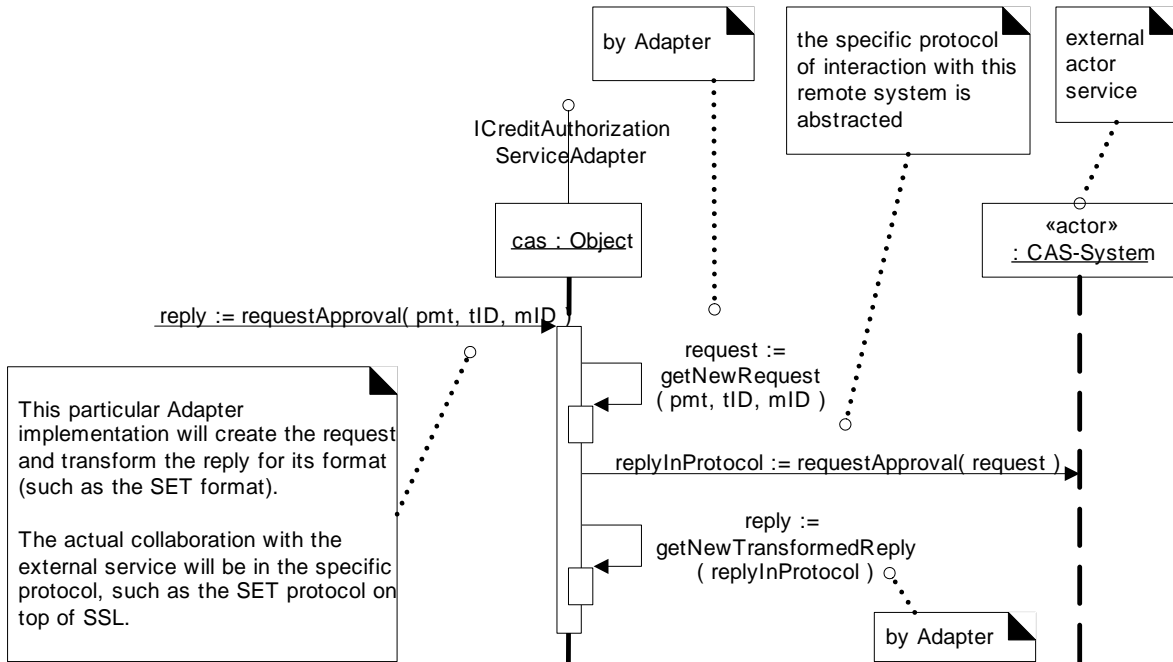 by Adapter
the specific protocol
of interaction with this
remote system is
abstracted
external
actor
service
ICreditAuthorization
ServiceAdapter
cas : Object
«actor»
: CAS-System
reply := requestApproval( pmt, tID, mID )
request :=
getNewRequest
( pmt, tID, mID )
This particular Adapter
implementation will create the request
and transform the reply for its format
(such as the SET format).
The actual collaboration with the
external service will be in the specific
protocol, such as the SET protocol on
top of SSL.
replyInProtocol := requestApproval( request )
reply :=
getNewTransformedReply
( replyInProtocol )
by Adapter